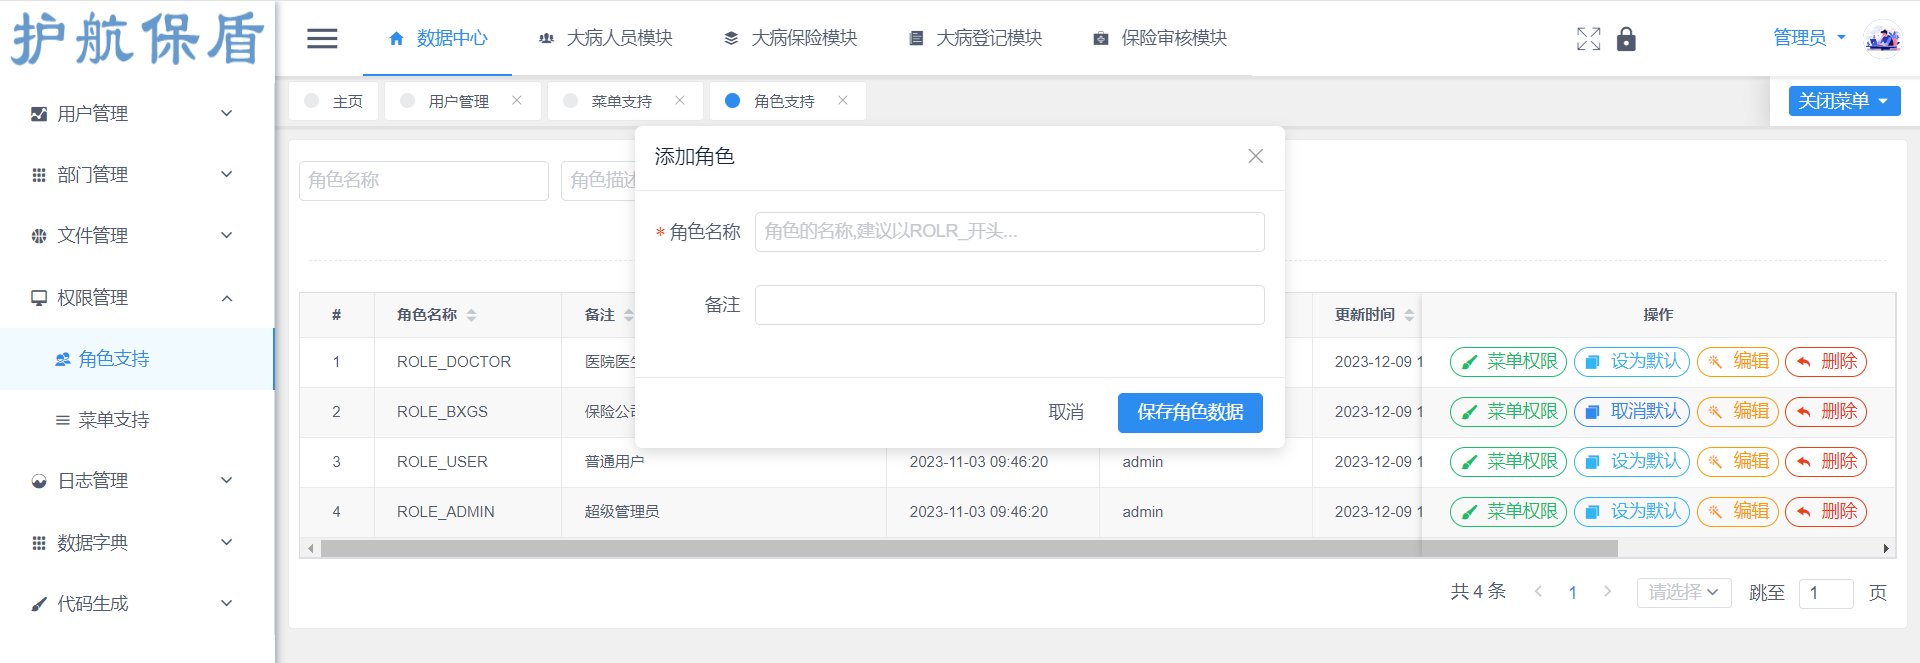 护航保盾
数据中心 大病人员模块 大病保险模块 大病登记模块 保险审核模块
管理员
主页 用户管理 菜单支持 角色支持
关闭菜单
用户管理
部门管理
文件管理
权限管理
角色支持
菜单支持
日志管理
数据字典
代码生成
角色名称 角色描述
添加角色
* 角色名称 角色的名称,建议以ROLR_开头...
备注
取消 保存角色数据
# 角色名称 备注 更新时间 操作
1 ROLE_DOCTOR 医院医生 2023-12-09 1 菜单权限 设为默认 编辑 删除
2 ROLE_BXGS 保险公司 2023-12-09 1 菜单权限 取消默认 编辑 删除
3 ROLE_USER 普通用户 2023-11-03 09:46:20 admin 2023-12-09 1 菜单权限 设为默认 编辑 删除
4 ROLE_ADMIN 超级管理员 2023-11-03 09:46:20 admin 2023-12-09 1 菜单权限 设为默认 编辑 删除
共 4 条 1 请选择 跳至 1 页